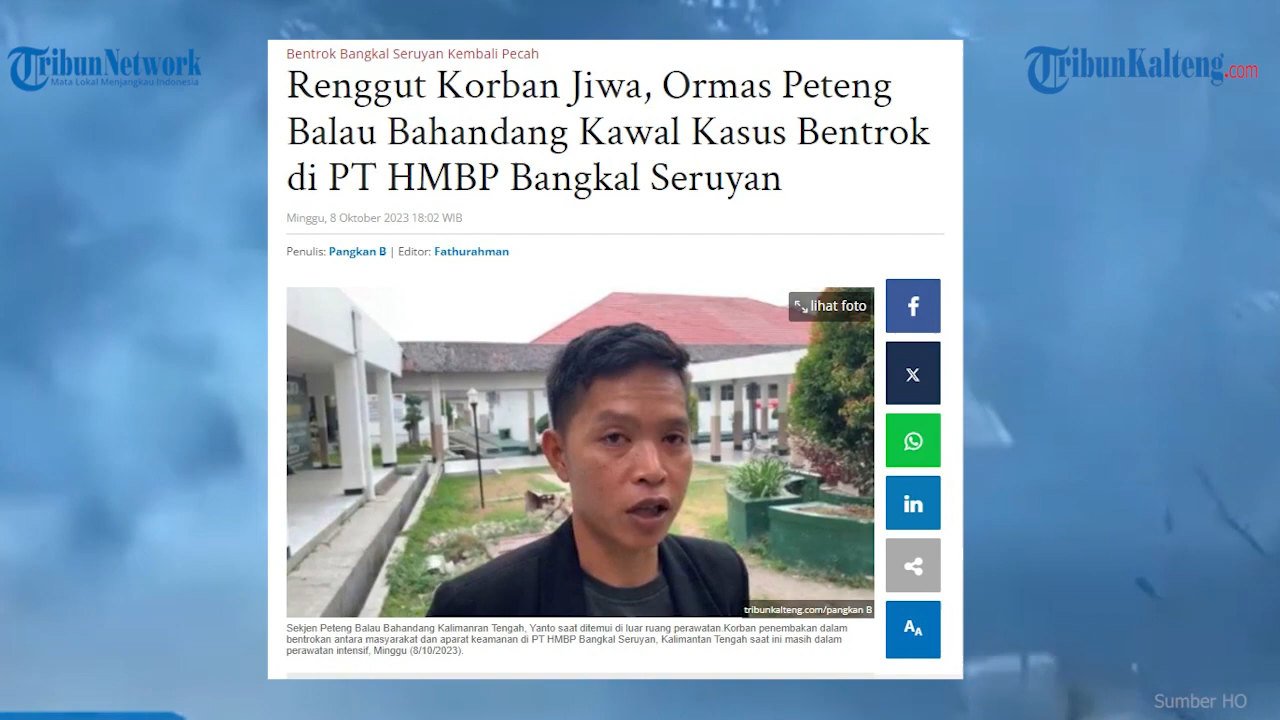 TribunNetwork
Mata Lokal Menjangkau Indonesia
TribunKalteng.com
Bentrok Bangkal Seruyan Kembali Pecah
Renggut Korban Jiwa, Ormas Peteng
Balau Bahandang Kawal Kasus Bentrok
di PT HMBP Bangkal Seruyan
Minggu, 8 Oktober 2023 18:02 WIB
Penulis: Pangkan B | Editor: Fathurahman
lihat foto
tribunkalteng.com/pangkan B
Sekjen Peteng Balau Bahandang Kalimanran Tengah, Yanto saat ditemui di luar ruang perawatan.Korban penembakan dalam
bentrokan antara masyarakat dan aparat keamanan di PT HMBP Bangkal Seruyan, Kalimantan Tengah saat ini masih dalam
perawatan intensif, Minggu (8/10/2023).
f
X
in
AA
Sumber HO